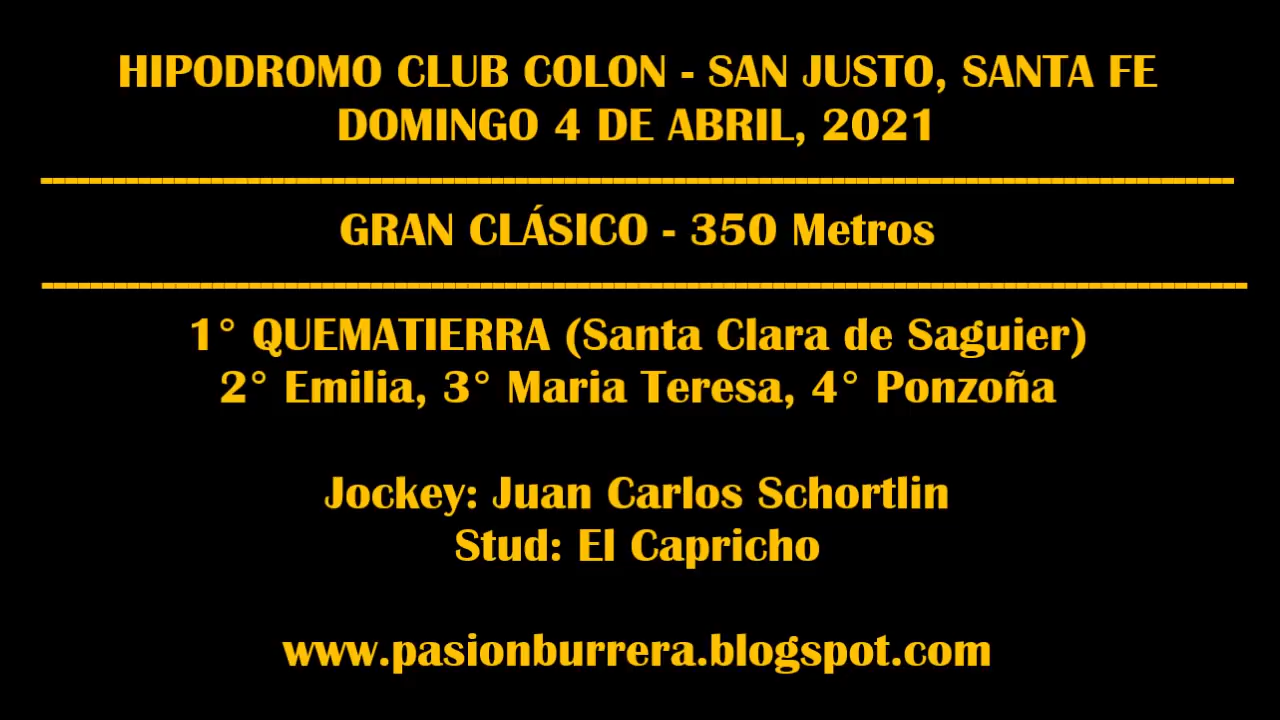 HIPODROMO CLUB COLON - SAN JUSTO, SANTA FE
DOMINGO 4 DE ABRIL, 2021
GRAN CLÁSICO - 350 Metros
1° QUEMATIERRA (Santa Clara de Saguier)
2° Emilia, 3° Maria Teresa, 4° Ponzoña
Jockey: Juan Carlos Schortlin
Stud: El Capricho
www.pasionburrera.blogspot.com